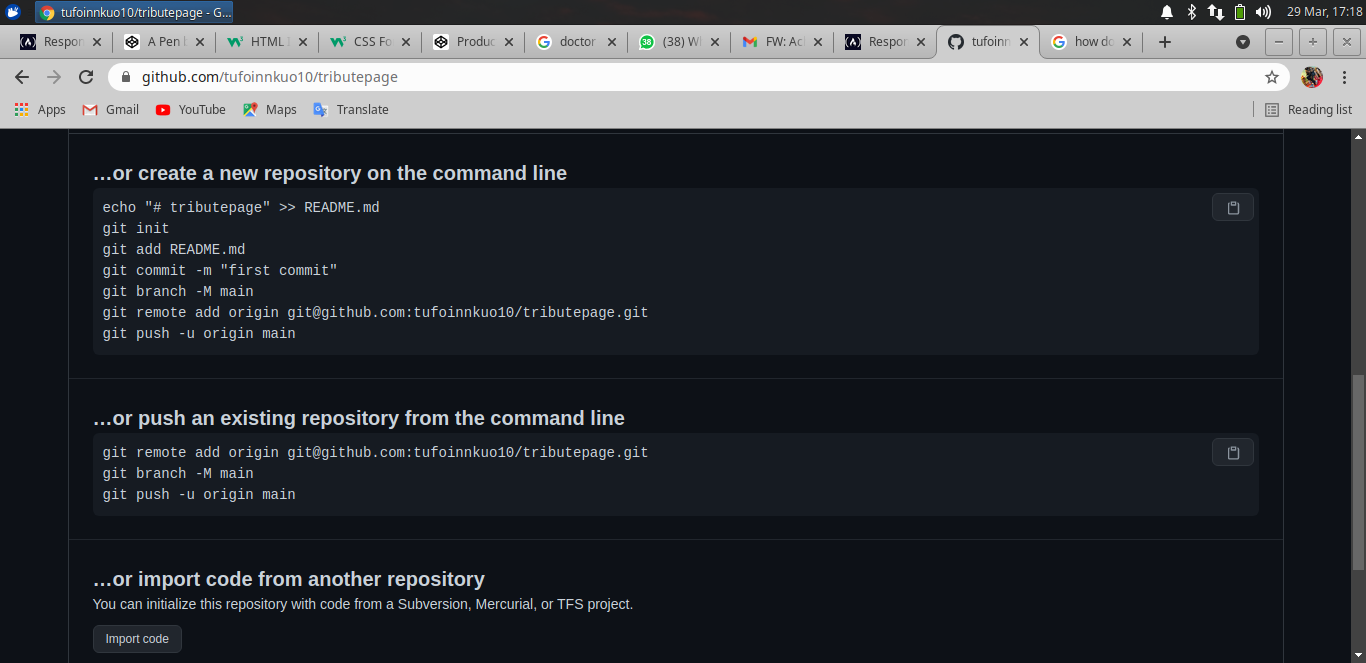 tufoinnkuo10/tributepage - G...
29 Mar, 17:18
Respon
A Pen
HTML
CSS Fo
Produc
doctor
(38) W
FW: Acl
Respor
tufoinn
how do
github.com/tufoinnkuo10/tributepage
Apps
Gmail
YouTube
Maps
Translate
Reading list
...or create a new repository on the command line
echo "# tributepage" >> README.md
git init
git add README.md
git commit -m "first commit"
git branch -M main
git remote add origin git@github.com:tufoinnkuo10/tributepage.git
git push -u origin main
...or push an existing repository from the command line
git remote add origin git@github.com:tufoinnkuo10/tributepage.git
git branch -M main
git push -u origin main
...or import code from another repository
You can initialize this repository with code from a Subversion, Mercurial, or TFS project.
Import code